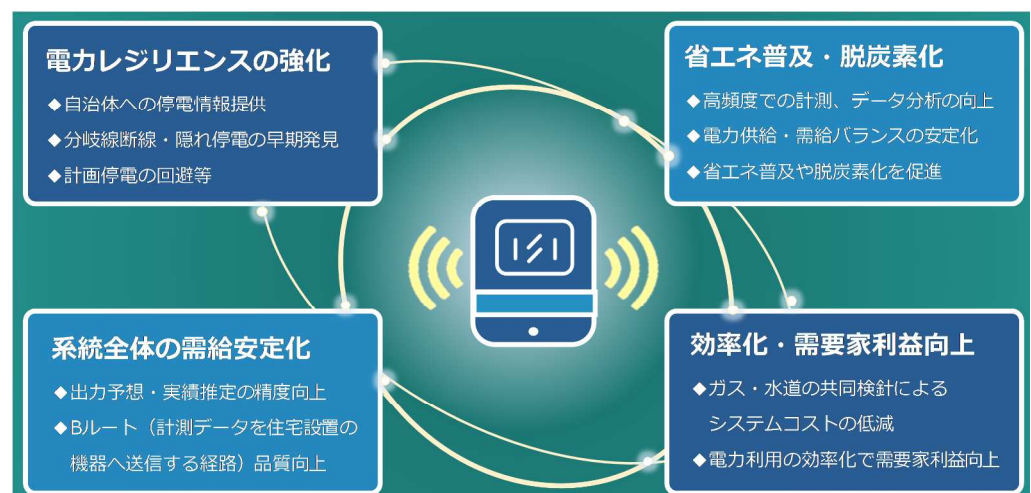 電力レジリエンスの強化
◆自治体への停電情報提供
◆分岐線断線・隠れ停電の早期発見
◆計画停電の回避等
省エネ普及・脱炭素化
◆高頻度での計測、データ分析の向上
◆電力供給・需給バランスの安定化
◆省エネ普及や脱炭素化を促進
系統全体の需給安定化
◆出力予想・実績推定の精度向上
◆Bルート（計測データを住宅設置の
機器へ送信する経路）品質向上
効率化・需要家利益向上
◆ガス・水道の共同検針による
システムコストの低減
◆電力利用の効率化で需要家利益向上